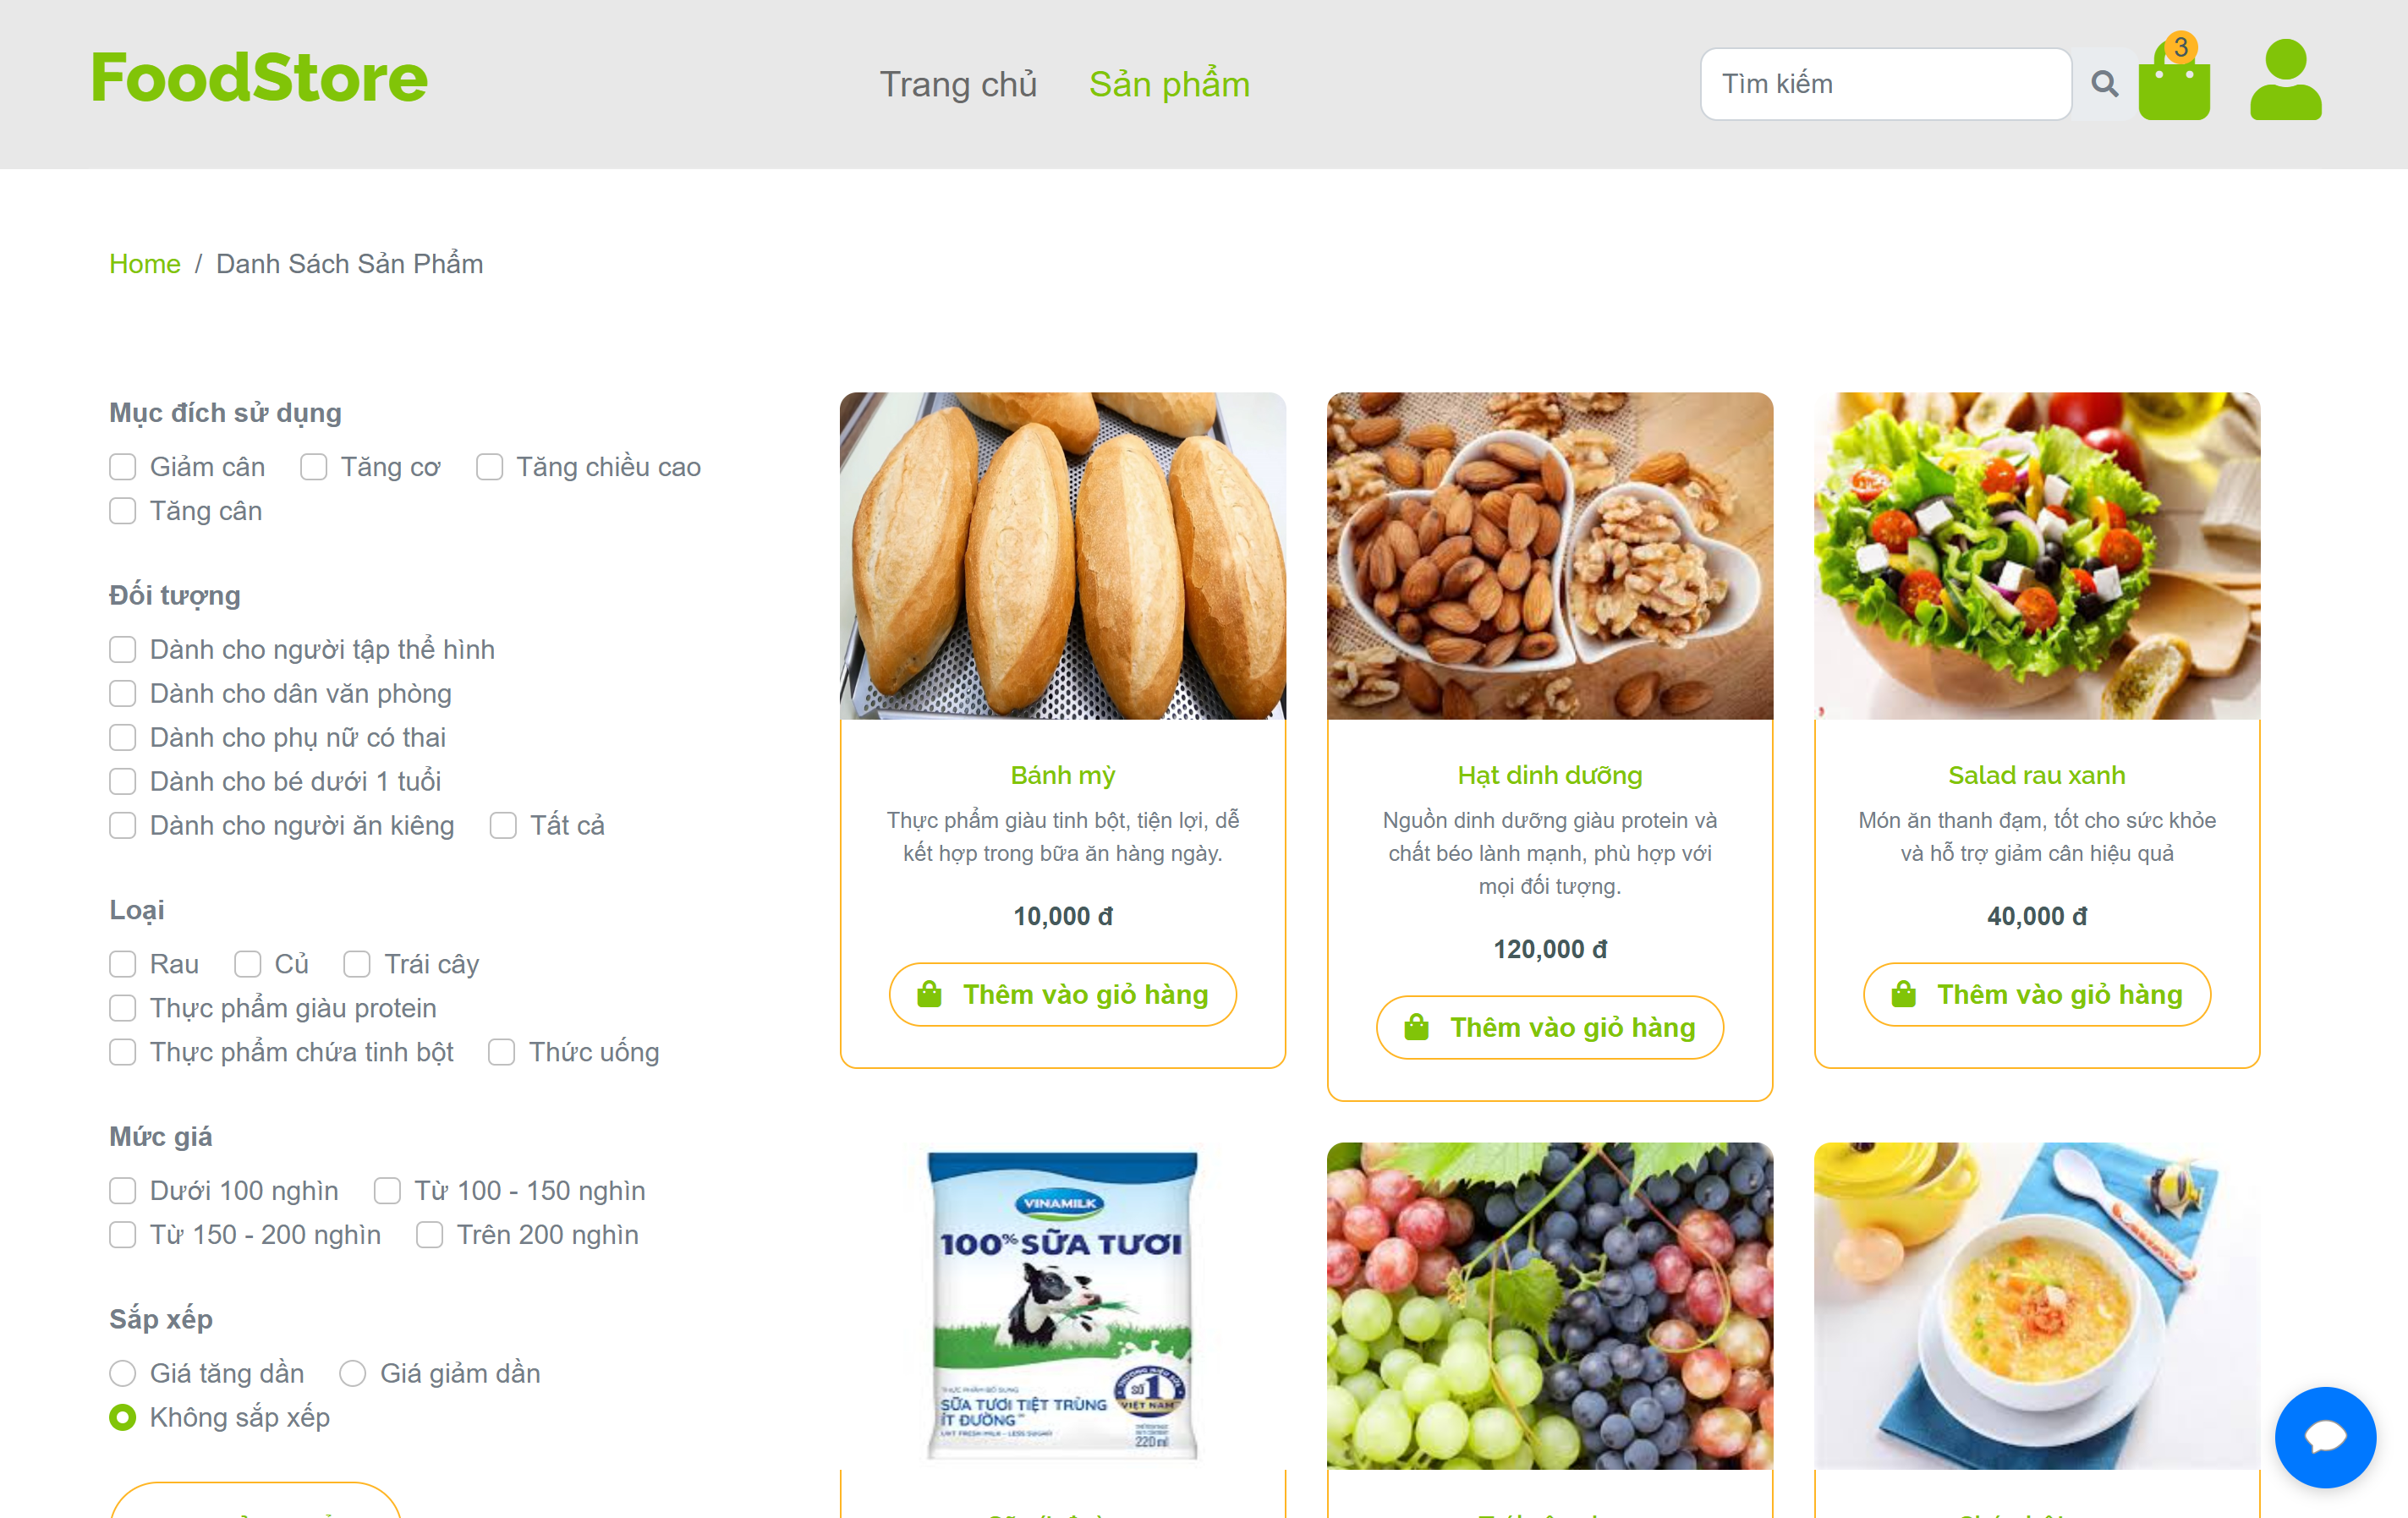 FoodStore
Trang chủ Sản phẩm
Tìm kiếm
3
Home / Danh Sách Sản Phẩm
Mục đích sử dụng
Giảm cân Tăng cơ Tăng chiều cao
Tăng cân
Đối tượng
Dành cho người tập thể hình
Dành cho dân văn phòng
Dành cho phụ nữ có thai
Dành cho bé dưới 1 tuổi
Dành cho người ăn kiêng Tất cả
Loại
Rau Củ Trái cây
Thực phẩm giàu protein
Thực phẩm chứa tinh bột Thức uống
Mức giá
Dưới 100 nghìn Từ 100 - 150 nghìn
Từ 150 - 200 nghìn Trên 200 nghìn
Sắp xếp
Giá tăng dần Giá giảm dần
Không sắp xếp
Bánh mỳ
Thực phẩm giàu tinh bột, tiện lợi, dễ
kết hợp trong bữa ăn hàng ngày.
10,000 đ
Thêm vào giỏ hàng
Hạt dinh dưỡng
Nguồn dinh dưỡng giàu protein và
chất béo lành mạnh, phù hợp với
mọi đối tượng.
120,000 đ
Thêm vào giỏ hàng
Salad rau xanh
Món ăn thanh đạm, tốt cho sức khỏe
và hỗ trợ giảm cân hiệu quả
40,000 đ
Thêm vào giỏ hàng
VINAMILK
100% SỮA TƯƠI
SỐ 1
VIỆT NAM
SỮA TƯƠI TIỆT TRÙNG
ÍT ĐƯỜNG
220ml